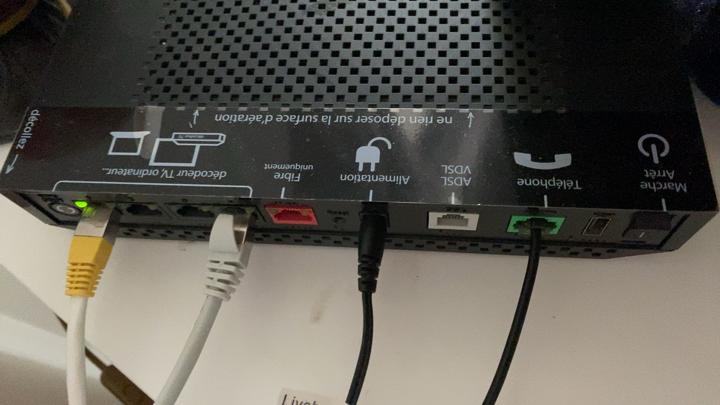 décollez
ne rien déposer sur la surface d'aération
Marche
Arrêt
Téléphone
ADSL
VDSL
Alimentation
Fibre
uniquement
décodeur TV, ordinateur...